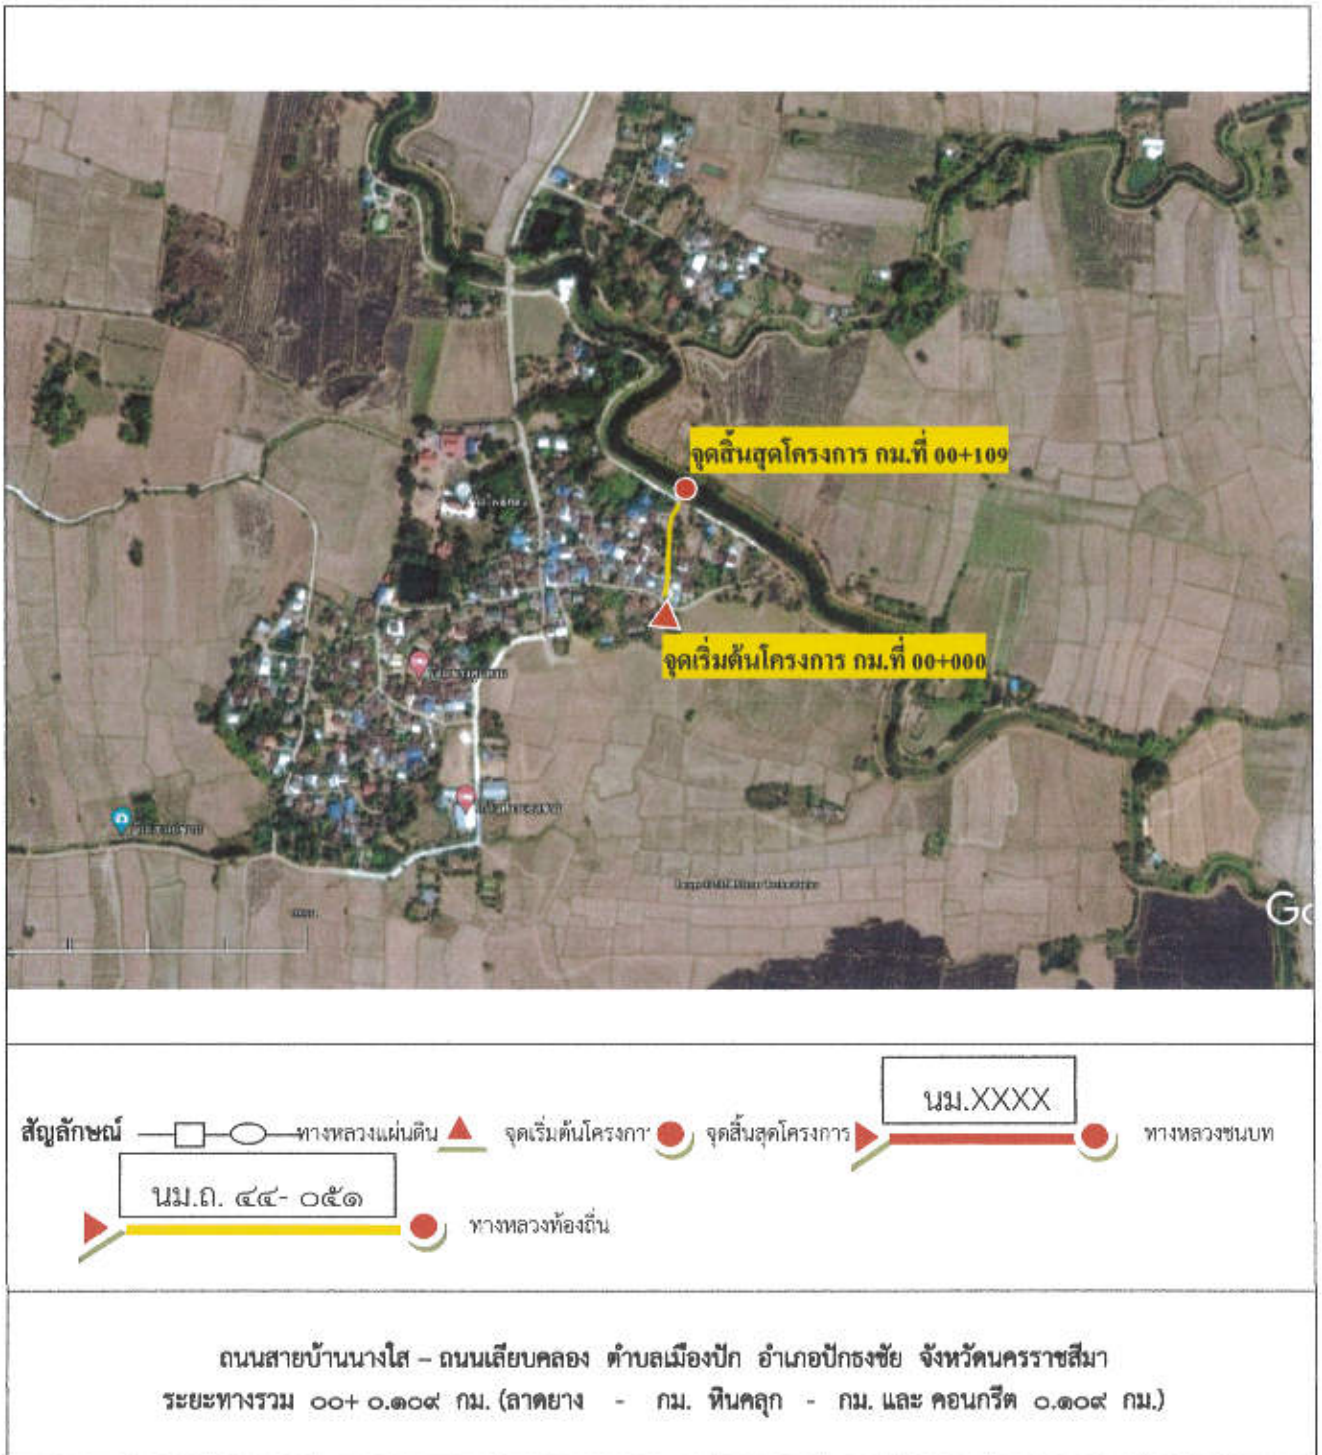 จุดสิ้นสุดโครงการ กม.ที่ 00+109
จุดเริ่มต้นโครงการ กม.ที่ 00+000
Go
นม.XXXX
สัญลักษณ์ ทางหลวงแผ่นดิน จุดเริ่มต้นโครงการ จุดสิ้นสุดโครงการ ทางหลวงชนบท
นม.ถ. ๔๔- ๐๕๑
ทางหลวงท้องถิ่น
ถนนสายบ้านนางใส – ถนนเลียบคลอง ตำบลเมืองปัก อำเภอปักธงชัย จังหวัดนครราชสีมา
ระยะทางรวม ๐๐+ ๐.๑๐๙ กม. (ลาดยาง - กม. หินคลุก - กม. และ คอนกรีต ๐.๑๐๙ กม.)